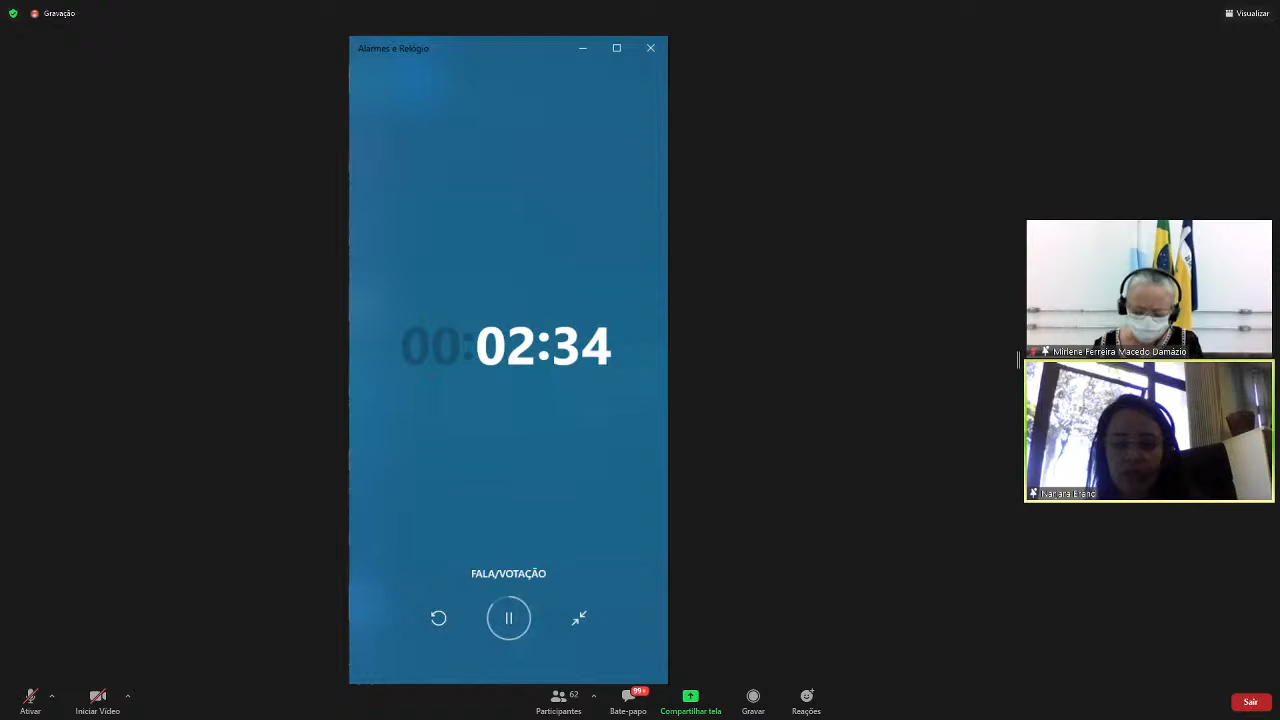 Gravação
Visualizar
Alarmes e Relógio
00:02:34
Mirlene Ferreira Macedo Damázio
FALA/VOTAÇÃO
Ativar
Iniciar Vídeo
62
Participantes
99+
Bate-papo
Compartilhar tela
Gravar
Reações
Sair